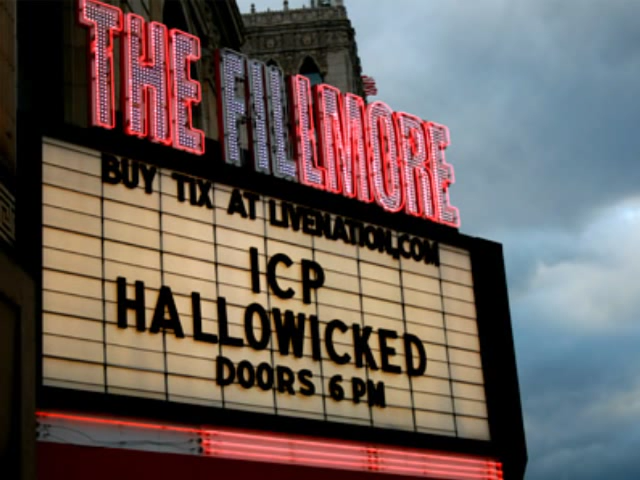 THE FILLMORE
BUY TIX AT LIVENATION.COM
ICP
HALLOWICKED
DOORS 6 PM